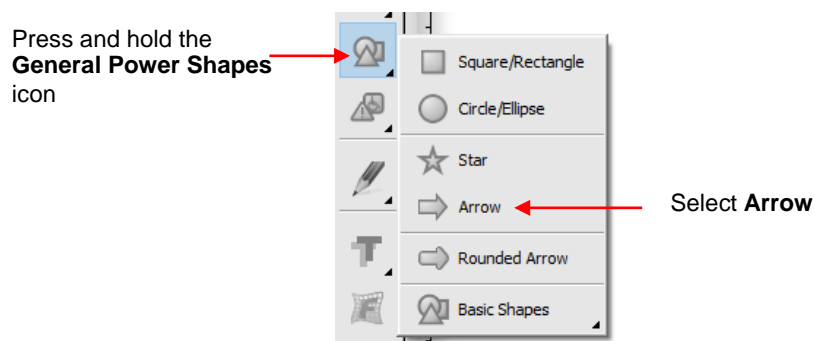 Press and hold the
General Power Shapes
icon
Square/Rectangle
Circle/Ellipse
Star
Arrow
Select Arrow
Rounded Arrow
Basic Shapes